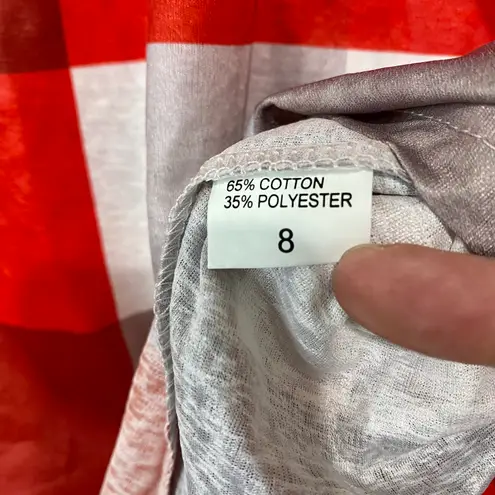 65% COTTON
35% POLYESTER
8